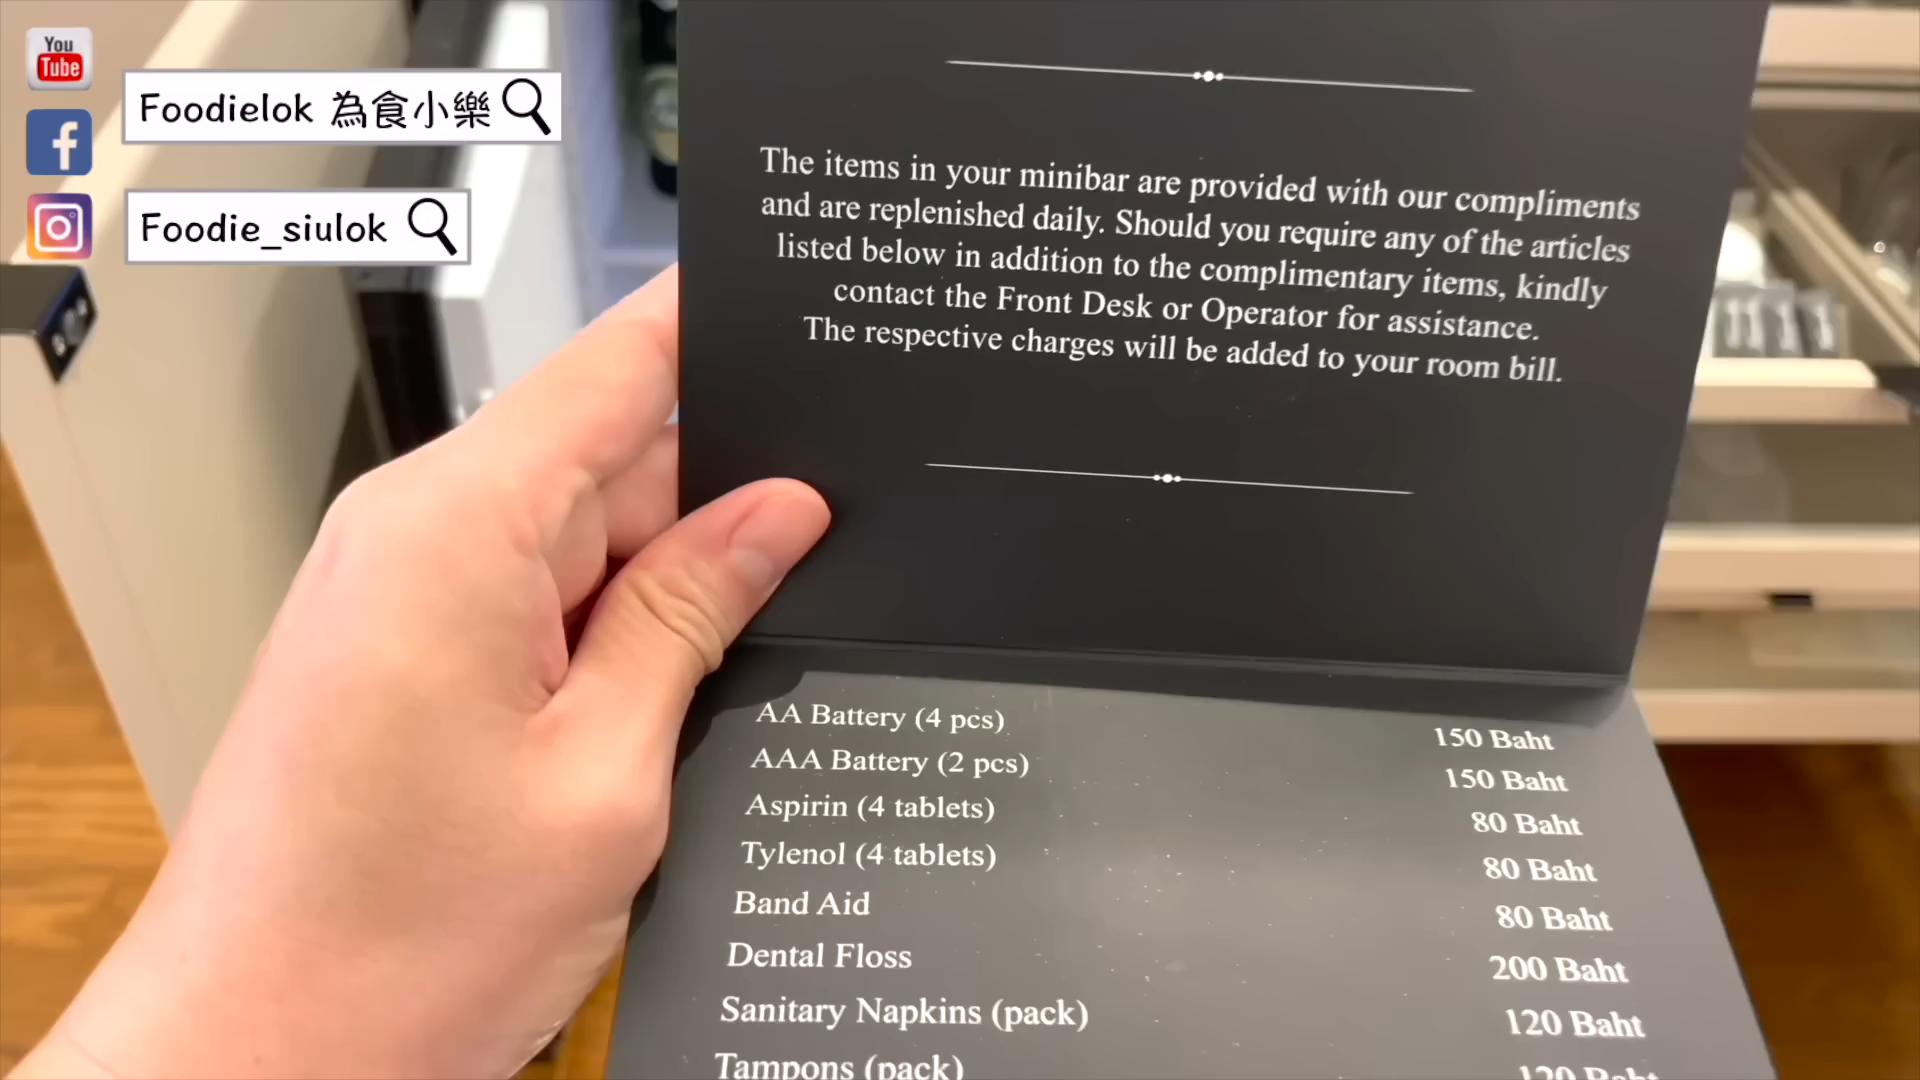 You
Tube
Foodielok 為食小樂
Foodie_siulok
The items in your minibar are provided with our compliments
and are replenished daily. Should you require any of the articles
listed below in addition to the complimentary items, kindly
contact the Front Desk or Operator for assistance.
The respective charges will be added to your room bill.
AA Battery (4 pcs) 150 Baht
AAA Battery (2 pcs) 150 Baht
Aspirin (4 tablets) 80 Baht
Tylenol (4 tablets) 80 Baht
Band Aid 80 Baht
Dental Floss 200 Baht
Sanitary Napkins (pack) 120 Baht
Tampons (pack) 120 Baht